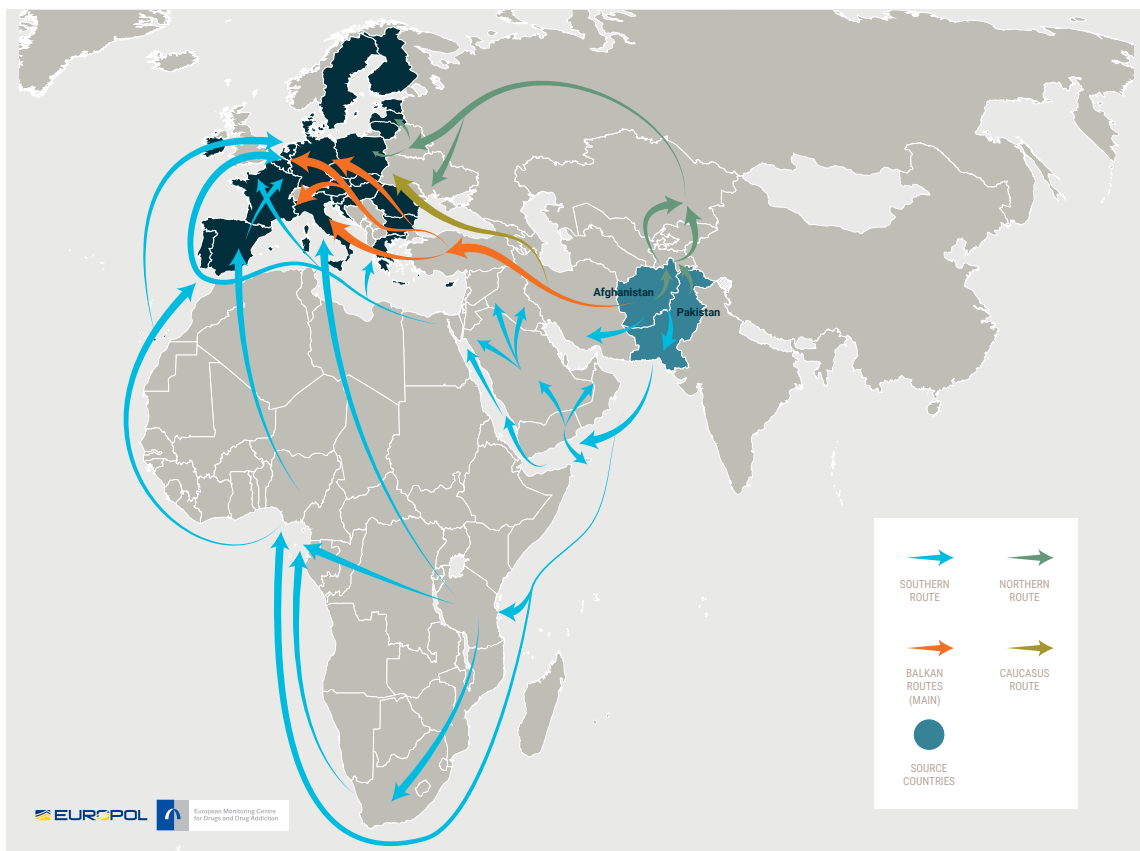 Afghanistan
Pakistan
SOUTHERN
ROUTE
NORTHERN
ROUTE
BALKAN
ROUTES
(MAIN)
CAUCASUS
ROUTE
SOURCE
COUNTRIES
EUROPOL
European Monitoring Centre
for Drugs and Drug Addiction